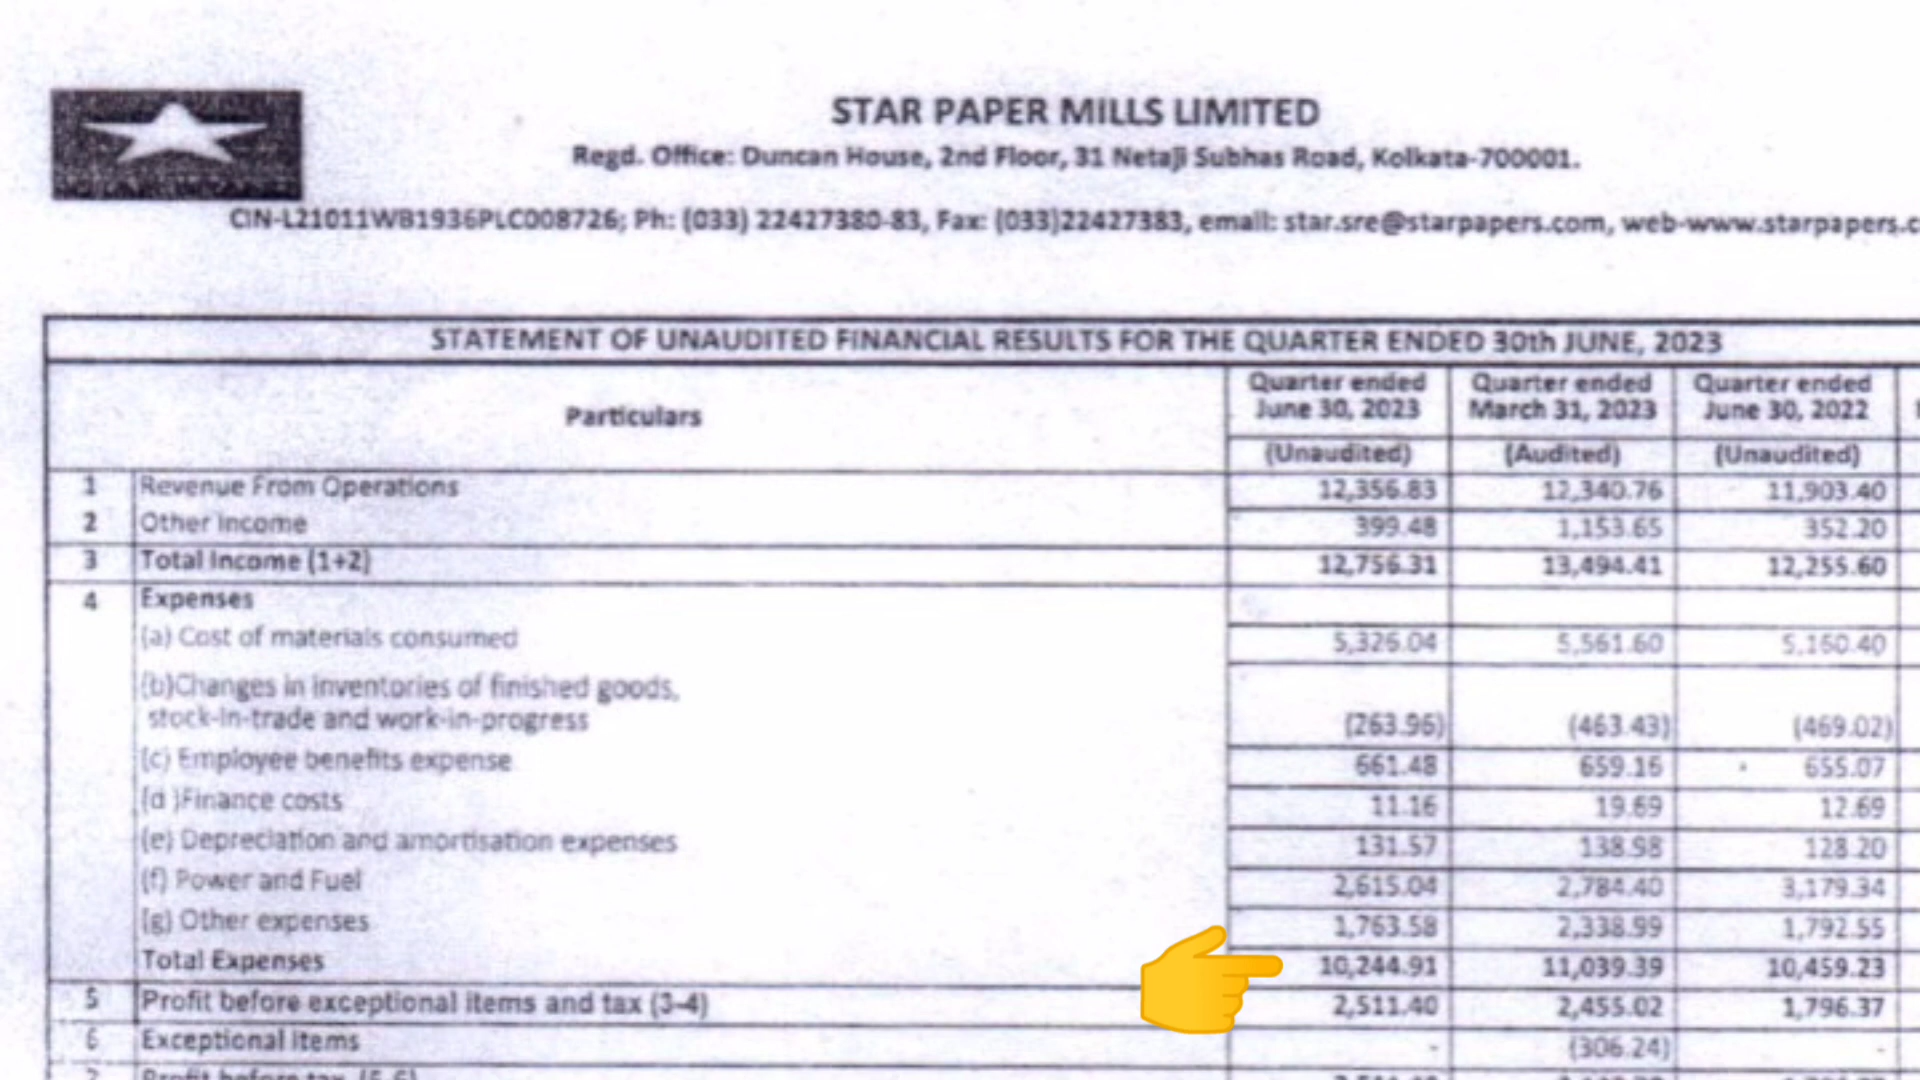 STAR PAPER MILLS LIMITED
Regd. Office: Duncan House, 2nd Floor, 31 Netaji Subhas Road, Kolkata-700001.
CIN-L21011WB1936PLC008726; Ph: (033) 22427380-83, Fax: (033)22427383, email: star.sre@starpapers.com, web-www.starpapers.c
STATEMENT OF UNAUDITED FINANCIAL RESULTS FOR THE QUARTER ENDED 30th JUNE, 2023
Particulars
Quarter ended June 30, 2023 Quarter ended March 31, 2023 Quarter ended June 30, 2022
(Unaudited) (Audited) (Unaudited)
1 Revenue From Operations 12,356.83 12,340.76 11,903.40
2 Other Income 399.48 1,153.65 352.20
3 Total Income (1+2) 12,756.31 13,494.41 12,255.60
4 Expenses
(a) Cost of materials consumed 5,326.04 5,561.60 5,160.40
(b)Changes in inventories of finished goods,
stock-in-trade and work-in-progress (263.96) (463.43) (469.02)
(c) Employee benefits expense 661.48 659.16 655.07
(d )Finance costs 11.16 19.69 12.69
(e) Depreciation and amortisation expenses 131.57 138.98 128.20
(f) Power and Fuel 2,615.04 2,784.40 3,179.34
(g) Other expenses 1,763.58 2,338.99 1,792.55
Total Expenses 10,244.91 11,039.39 10,459.23
5 Profit before exceptional items and tax (3-4) 2,511.40 2,455.02 1,796.37
6 Exceptional items - (306.24) -
Profit before tax